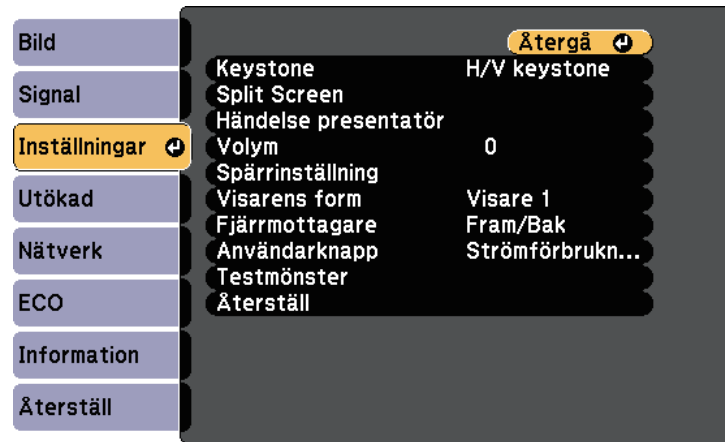 Bild
Signal
Inställningar
Utökad
Nätverk
ECO
Information
Återställ
Återgå
Keystone H/V keystone
Split Screen
Händelse presentatör
Volym 0
Spärrinställning
Visarens form Visare 1
Fjärrmottagare Fram/Bak
Användarknapp Strömförbrukn...
Testmönster
Återställ